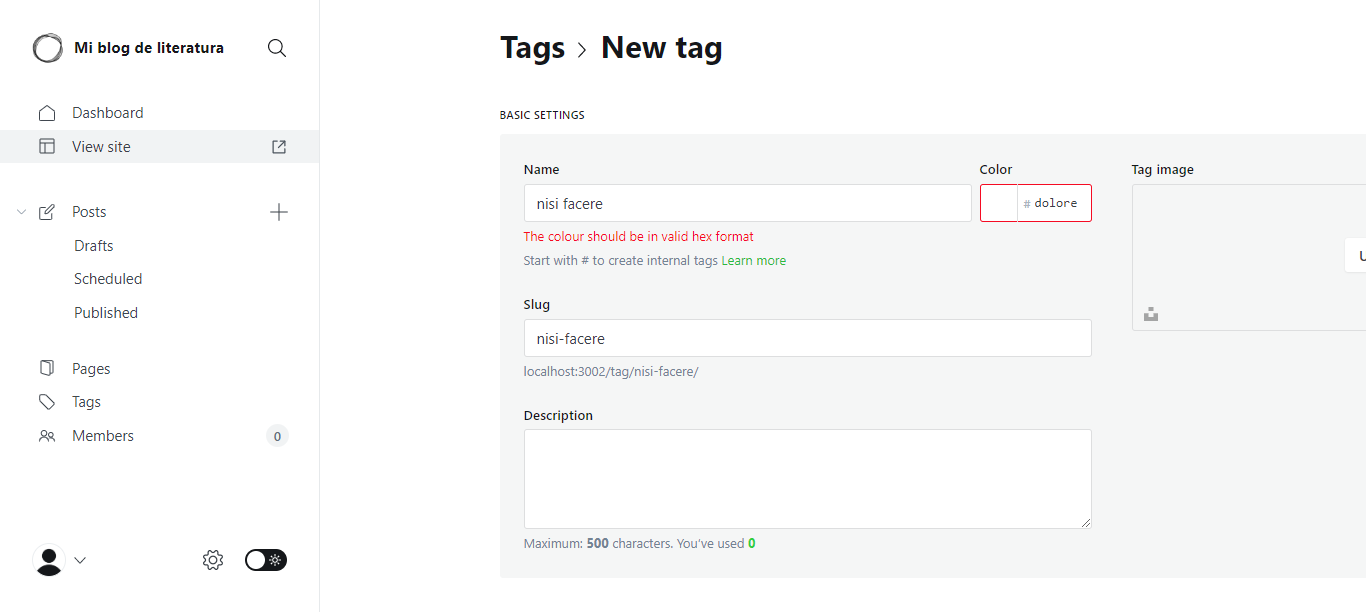 Mi blog de literatura
Dashboard
View site
Posts
Drafts
Scheduled
Published
Pages
Tags
Members
0
Tags › New tag
BASIC SETTINGS
Name
nisi facere
Color
# dolore
The colour should be in valid hex format
Start with # to create internal tags Learn more
Slug
nisi-facere
localhost:3002/tag/nisi-facere/
Description
Maximum: 500 characters. You've used 0
Tag image